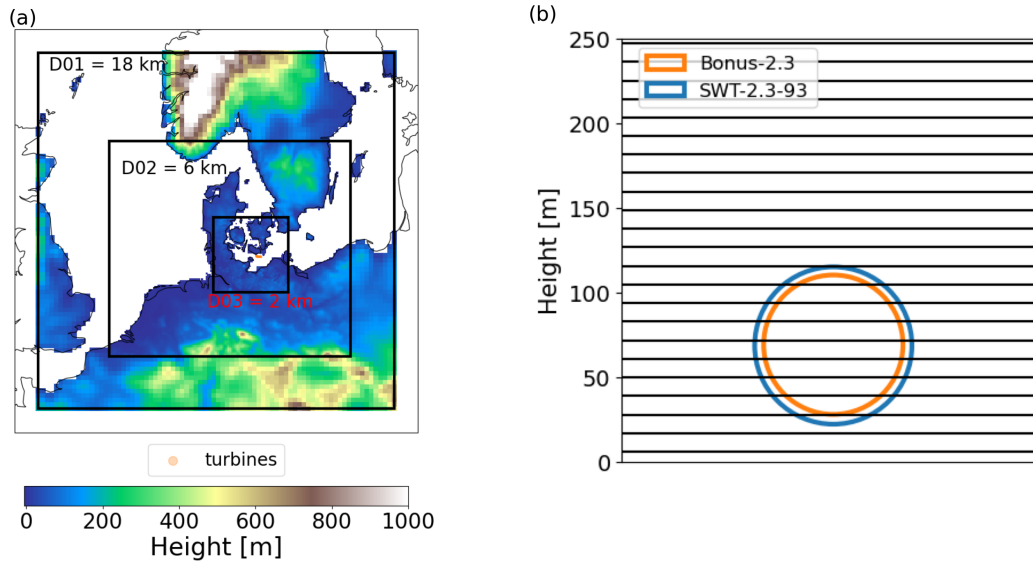 (a)
D01 = 18 km
D02 = 6 km
D03 = 2 km
turbines
0 200 400 600 800 1000
Height [m]
(b)
Bonus-2.3
SWT-2.3-93
250
200
150
100
50
0
Height [m]